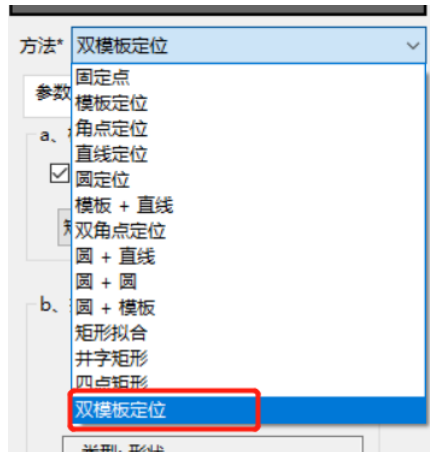 方法* 双模板定位
固定点
参数
模板定位
角点定位
a、
直线定位
圆定位
模板 + 直线
双角点定位
圆 + 直线
圆 + 圆
b、
圆 + 模板
矩形拟合
井字矩形
四点矩形
双模板定位
类型: 形状